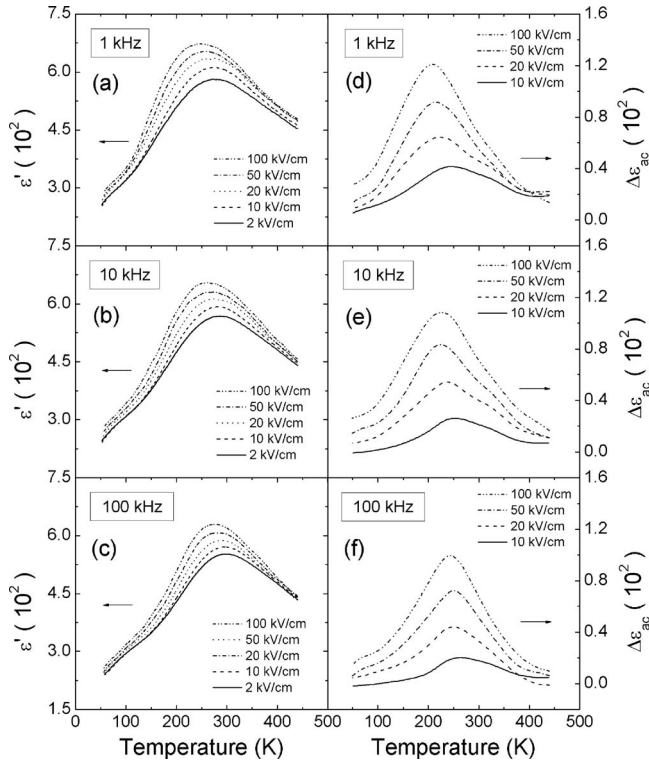 7.5
6.0
4.5
3.0
ε' ( 10²)
1 kHz
(a)
100 kV/cm
50 kV/cm
20 kV/cm
10 kV/cm
2 kV/cm
1 kHz
(d)
100 kV/cm
50 kV/cm
20 kV/cm
10 kV/cm
1.6
1.2
0.8
0.4
0.0
Δεac ( 10²)
7.5
6.0
4.5
3.0
ε' ( 10²)
10 kHz
(b)
100 kV/cm
50 kV/cm
20 kV/cm
10 kV/cm
2 kV/cm
10 kHz
(e)
100 kV/cm
50 kV/cm
20 kV/cm
10 kV/cm
1.6
1.2
0.8
0.4
0.0
Δεac ( 10²)
7.5
6.0
4.5
3.0
1.5
ε' ( 10²)
100 kHz
(c)
100 kV/cm
50 kV/cm
20 kV/cm
10 kV/cm
2 kV/cm
100 kHz
(f)
100 kV/cm
50 kV/cm
20 kV/cm
10 kV/cm
1.6
1.2
0.8
0.4
0.0
Δεac ( 10²)
0 100 200 300 400 500 100 200 300 400 500
Temperature (K) Temperature (K)